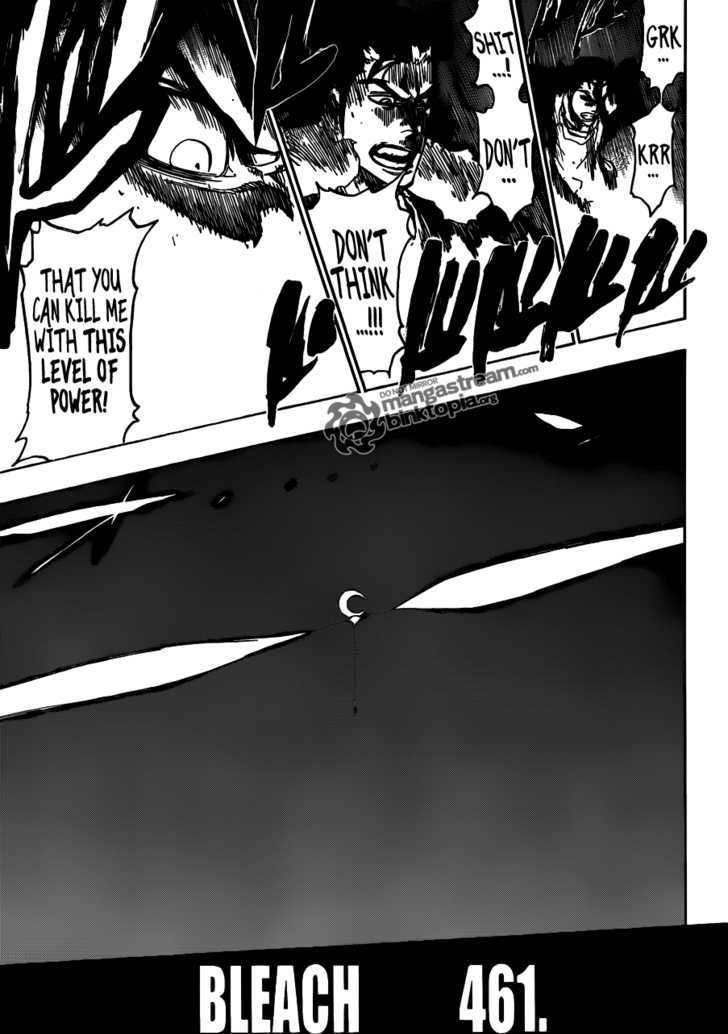 GRK
...
KRR
...
SHIT
...!
DON'T
...
DON'T
THINK
......!!!
THAT YOU
CAN KILL ME
WITH THIS
LEVEL OF
POWER!
DO NOT MIRROR
mangastream.com
binktopia.org
BLEACH 461.